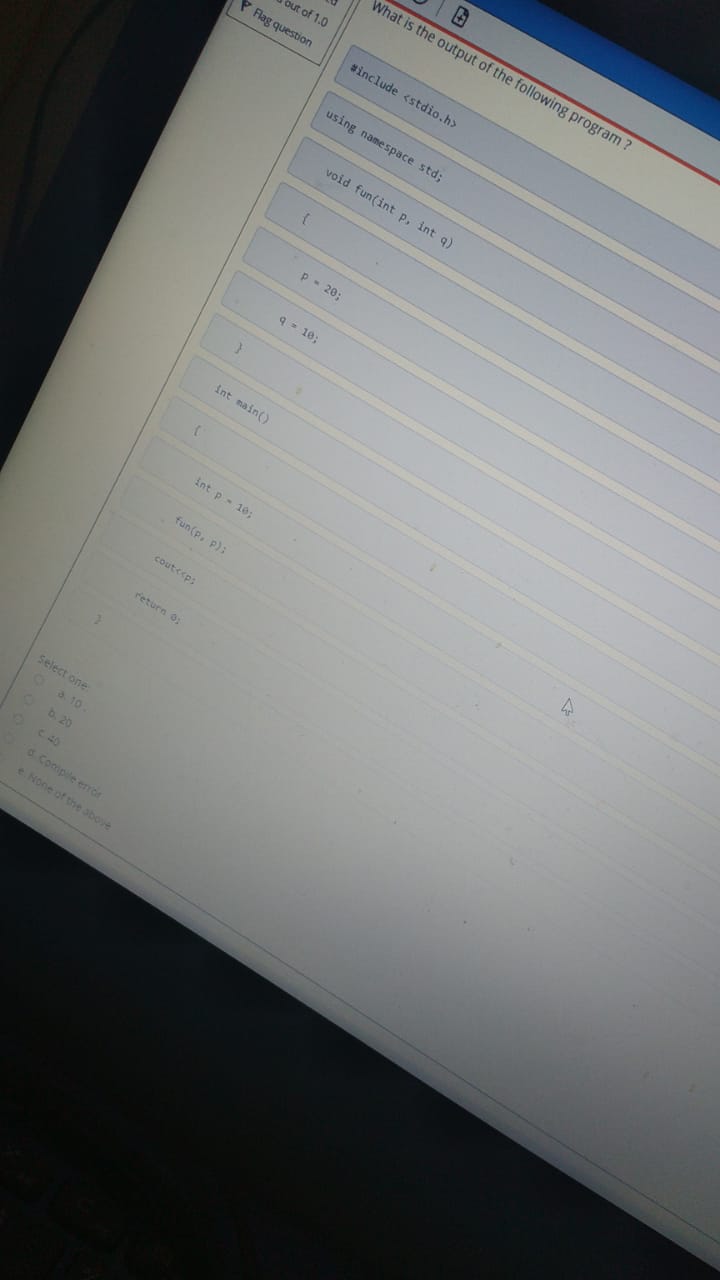 out of 1.0
Flag question
What is the output of the following program ?
#include <stdio.h>
using namespace std;
void fun(int p, int q)
{
p = 20;
q = 10;
}
int main()
{
int p = 10;
fun(p, p);
cout<<p;
return 0;
}
Select one:
a. 10 .
b. 20
c. 40
d. Compile error
e. None of the above